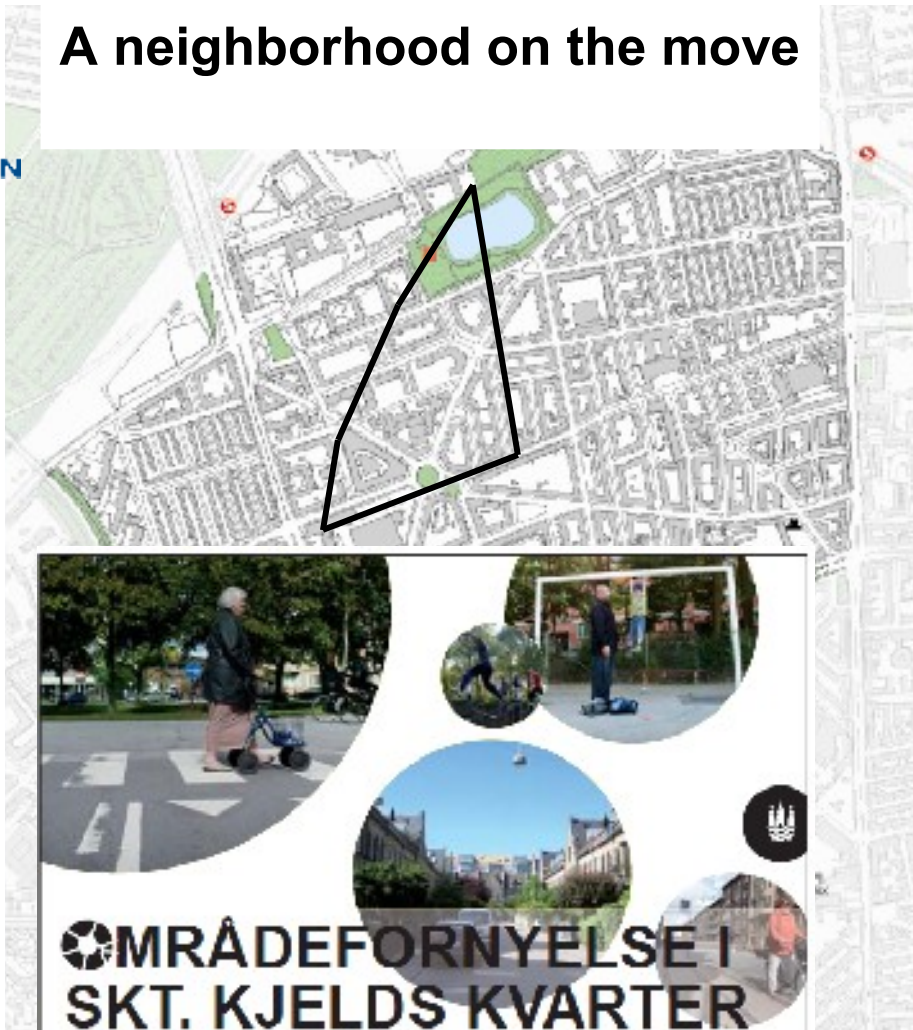 A neighborhood on the move
N
OMRÅDEFORNYELSE I
SKT. KJELDS KVARTER